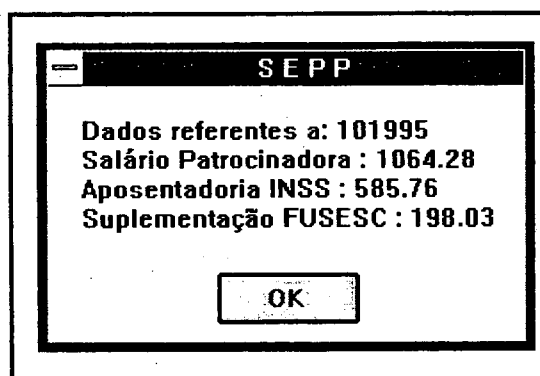 SEPP
Dados referentes a: 101995
Salário Patrocinadora : 1064.28
Aposentadoria INSS : 585.76
Suplementação FUSESC : 198.03
OK